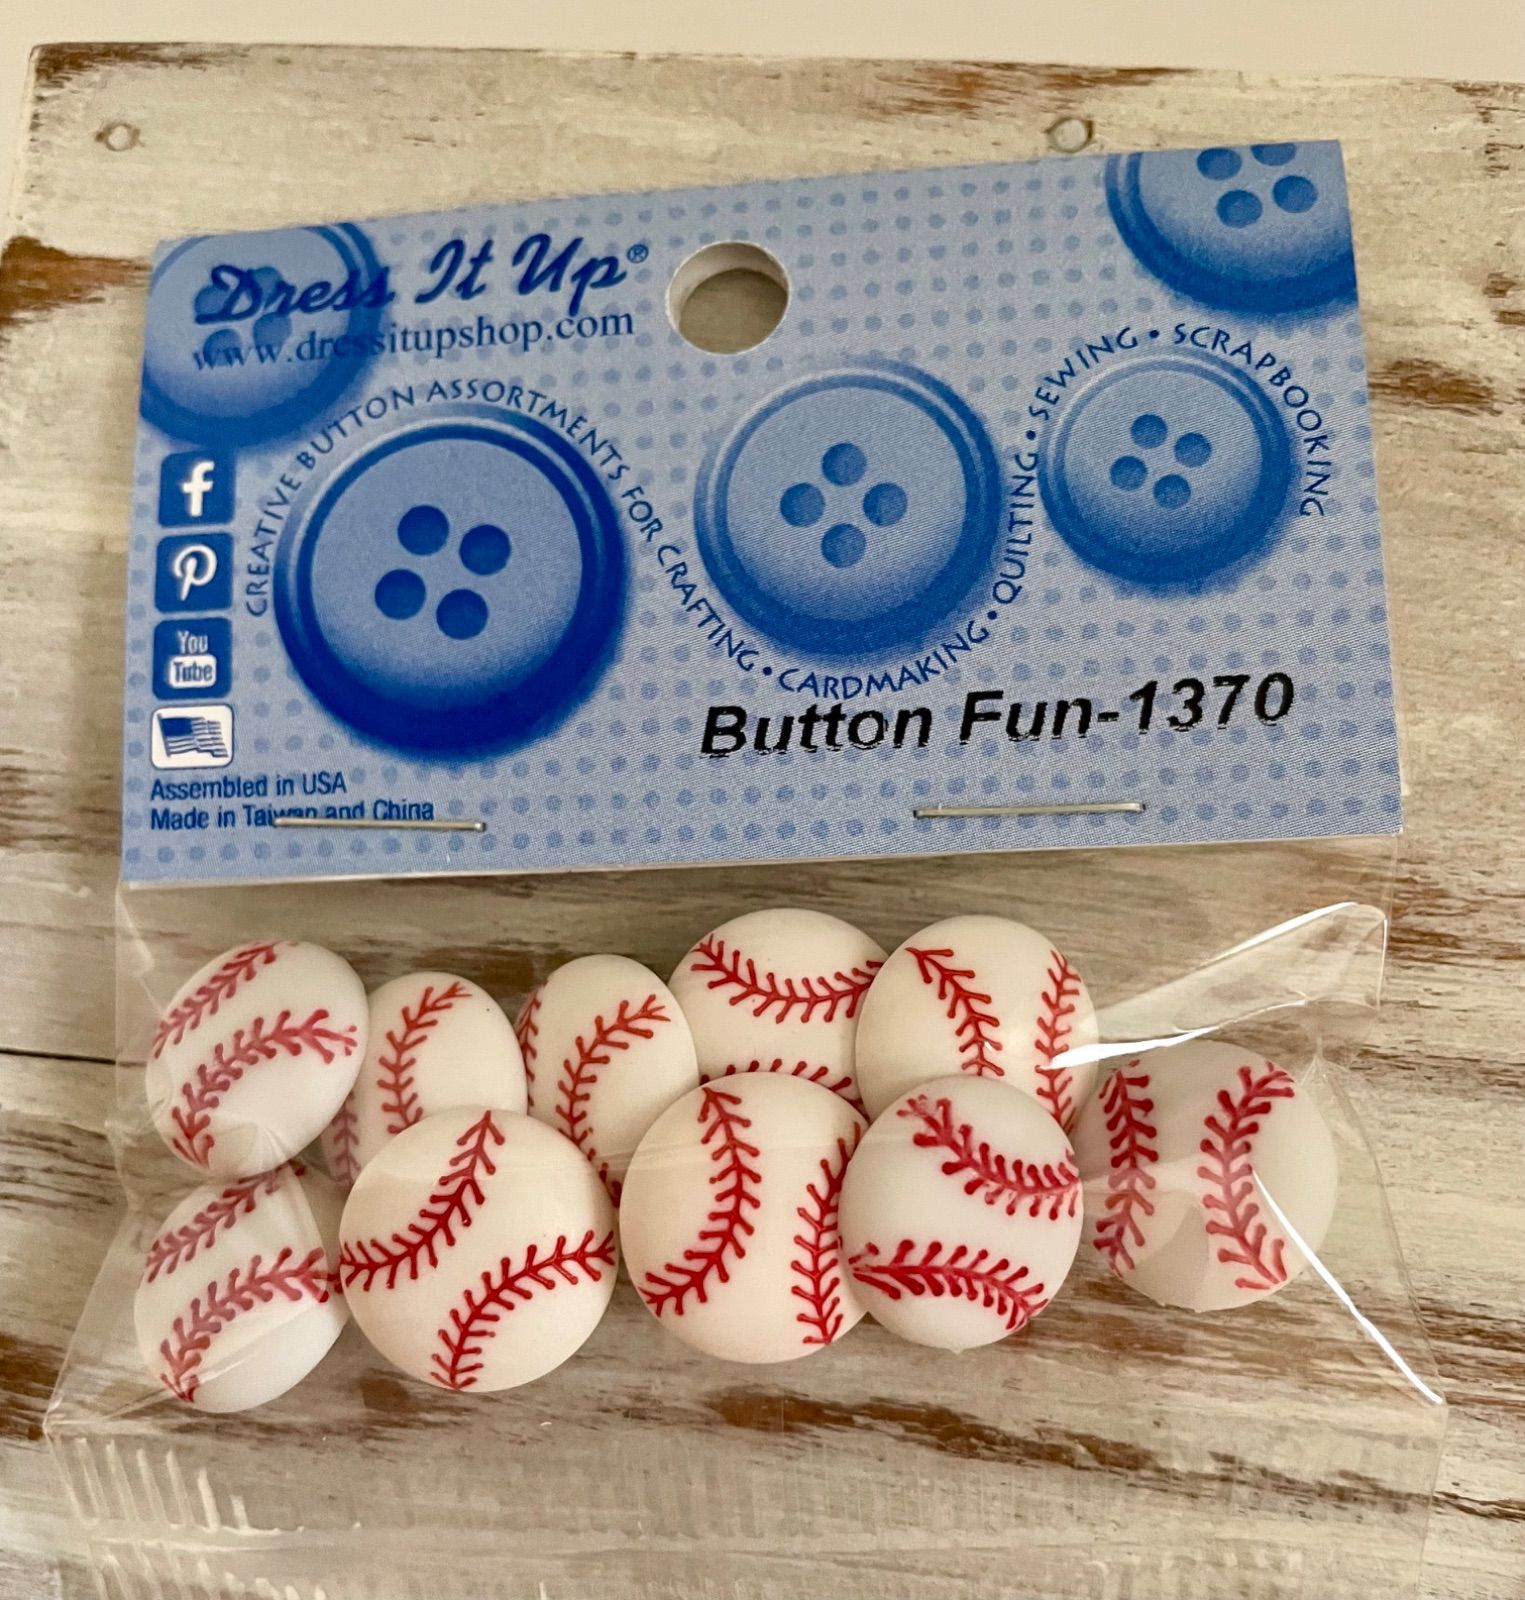 Dress It Up®
www.dressitupshop.com
CREATIVE BUTTON ASSORTMENTS FOR CRAFTING • CARDMAKING • QUILTING • SEWING • SCRAPBOOKING
f
P
You
Tube
Button Fun-1370
Assembled in USA
Made in Taiwan and China